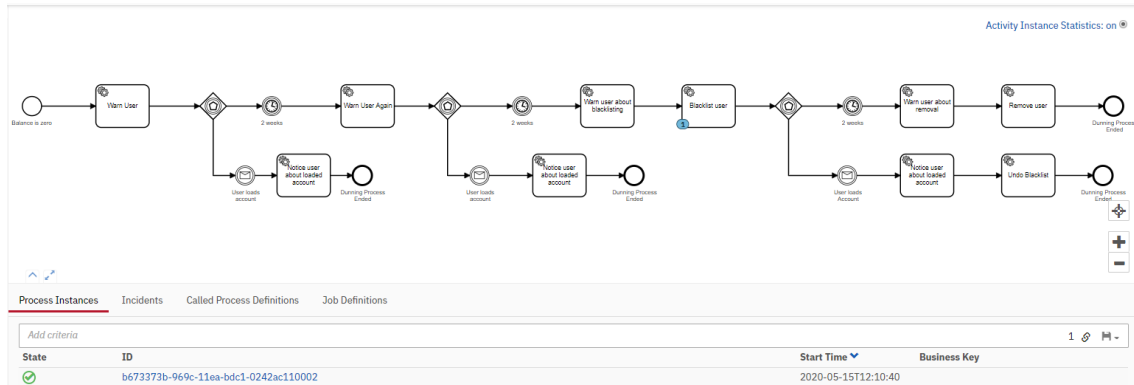 Activity Instance Statistics: on
Balance is zero
Warn User
2 weeks
User loads
account
Notice user
about loaded
account
Dunning Process
Ended
Warn User Again
2 weeks
User loads
account
Notice user
about loaded
account
Dunning Process
Ended
Warn user about
blacklisting
Blacklist user
1
2 weeks
User loads
Account
Warn user about
removal
Notice user
about loaded
account
Remove user
Undo Blacklist
Dunning Process
Ended
Dunning Process
Ended
Process Instances Incidents Called Process Definitions Job Definitions
Add criteria 1
State ID Start Time Business Key
b673373b-969c-11ea-bdc1-0242ac110002 2020-05-15T12:10:40